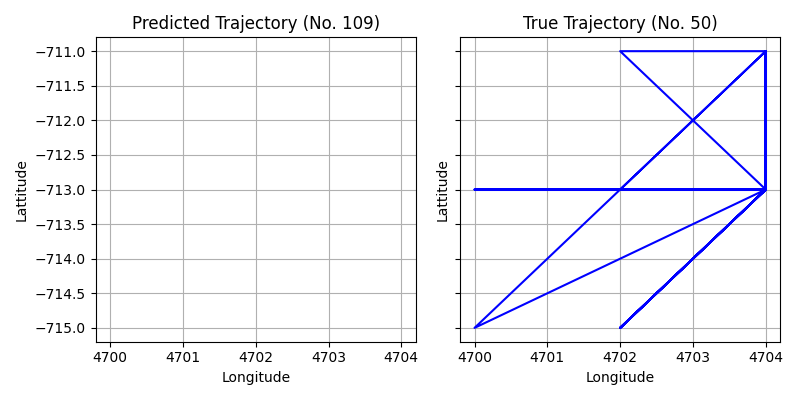 Predicted Trajectory (No. 109)
Lattitude
−711.0
−711.5
−712.0
−712.5
−713.0
−713.5
−714.0
−714.5
−715.0
4700 4701 4702 4703 4704
Longitude
True Trajectory (No. 50)
Lattitude
4700 4701 4702 4703 4704
Longitude